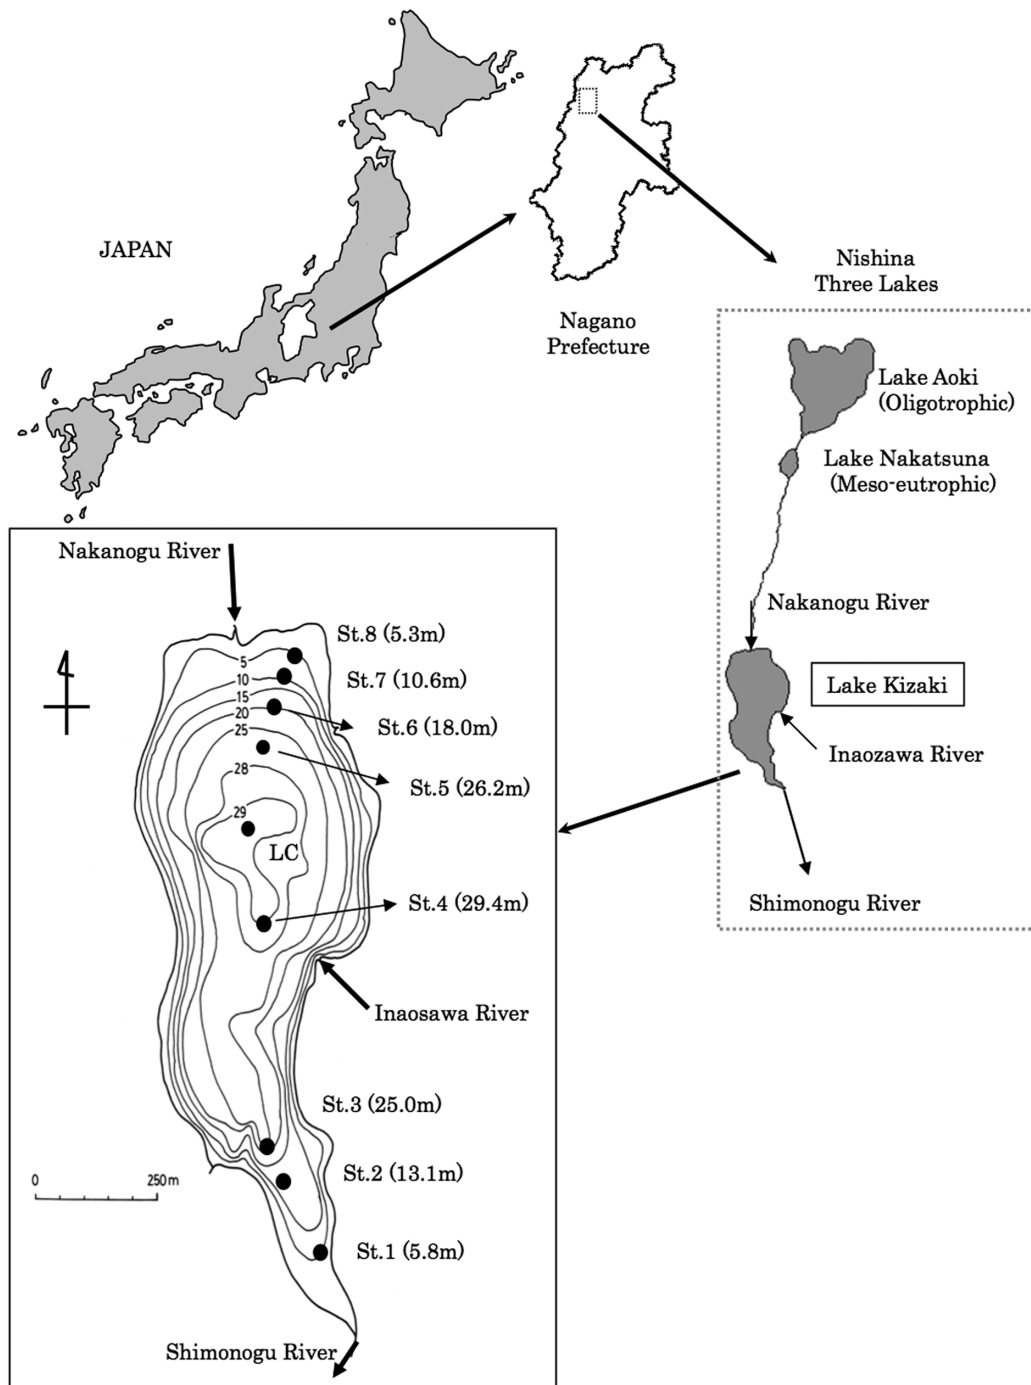 JAPAN
Nagano
Prefecture
Nishina
Three Lakes
Lake Aoki
(Oligotrophic)
Lake Nakatsuna
(Meso-eutrophic)
Nakanogu River
Lake Kizaki
Inaozawa River
Shimonogu River
Nakanogu River
St.8 (5.3m)
5
St.7 (10.6m)
10
15
20
St.6 (18.0m)
25
28
St.5 (26.2m)
29
LC
St.4 (29.4m)
Inaosawa River
St.3 (25.0m)
St.2 (13.1m)
0 250m
St.1 (5.8m)
Shimonogu River